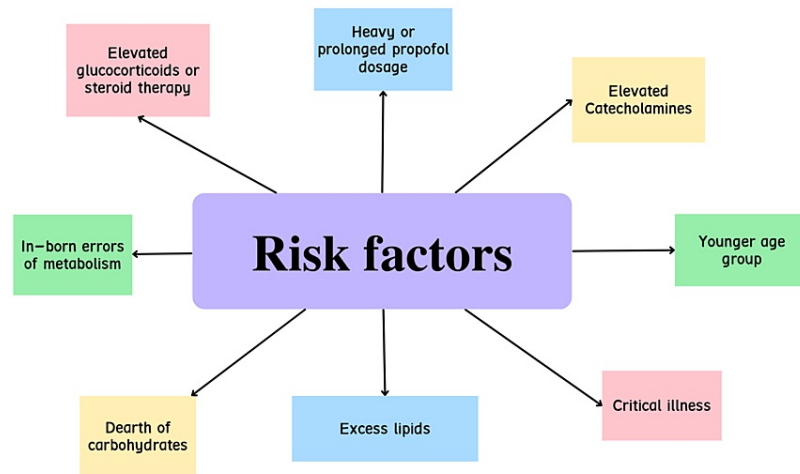 Elevated
glucocorticoids or
steroid therapy
Heavy or
prolonged propofol
dosage
Elevated
Catecholamines
In-born errors
of metabolism
Risk factors
Younger age
group
Dearth of
carbohydrates
Excess lipids
Critical illness